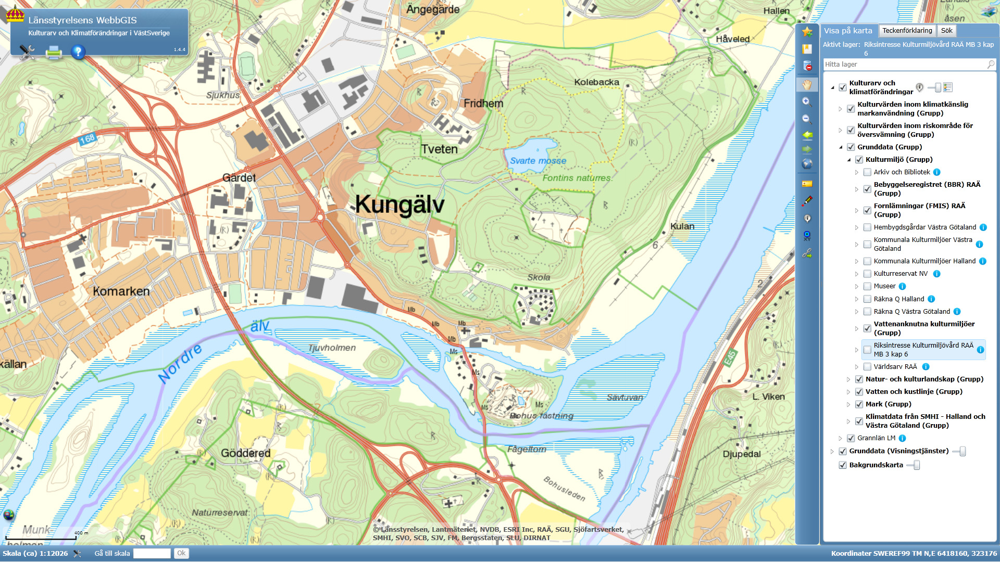 Länsstyrelsens WebbGIS
Kulturarv och Klimatförändringar i VästSverige
1.4.4
Ängegärde
Hallen
åsen
Håveled
(R)
R
Sjukhus
Kolebacka
Fridhem
168
Tveten
Svarte mosse
Fontins naturres.
Gärdet
Kungälv
Kulan
6
Skola
2
Komarken
Mb
Mb
Mb
Mb
älv
Tjuvholmen
Ms
Ms
E45
källan
Nordre
Sävtuvan
L. Viken
Ms
Ms
Bohus fästning
Fågeltorn
Göddered
Djupedal
Bohusleden
Naturreservat
Munk-
holmen
400 m
© Länsstyrelsen, Lantmäteriet, NVDB, ESRI Inc, RAÄ, SGU, Sjöfartsverket,
SMHI, SVO, SCB, SJV, FM, Bergsstaten, SLU, DIRNAT
Visa på karta
Teckenförklaring
Sök
Aktivt lager: Riksintresse Kulturmiljövård RAÄ MB 3 kap
6
Hitta lager
Kulturarv och
klimatförändringar
Kulturvärden inom klimatkänslig
markanvändning (Grupp)
Kulturvärden inom riskområde för
översvämning (Grupp)
Grunddata (Grupp)
Kulturmiljö (Grupp)
Arkiv och Bibliotek
Bebyggelseregistret (BBR) RAÄ
(Grupp)
Fornlämningar (FMIS) RAÄ
(Grupp)
Hembygdsgårdar Västra Götaland
Kommunala Kulturmiljöer Västra
Götaland
Kommunala Kulturmiljöer Halland
Kulturreservat NV
Museer
Räkna Q Halland
Räkna Q Västra Götaland
Vattenanknutna kulturmiljöer
(Grupp)
Riksintresse Kulturmiljövård RAÄ
MB 3 kap 6
Världsarv RAÄ
Natur- och kulturlandskap (Grupp)
Vatten och kustlinje (Grupp)
Mark (Grupp)
Klimatdata från SMHI - Halland och
Västra Götaland (Grupp)
Grannlän LM
Grunddata (Visningstjänster)
Bakgrundskarta
XY
Skala (ca) 1:12026
Gå till skala
Ok
Koordinater SWEREF99 TM N,E 6418160, 323176